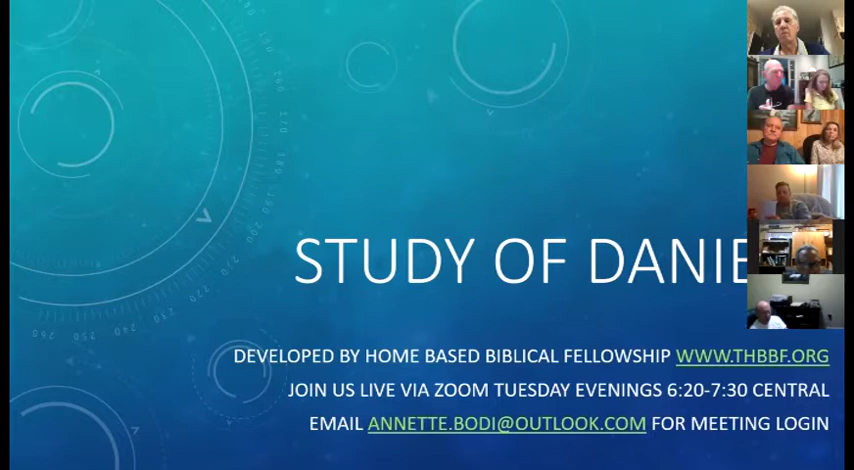 STUDY OF DANIE
DEVELOPED BY HOME BASED BIBLICAL FELLOWSHIP WWW.THBBF.ORG
JOIN US LIVE VIA ZOOM TUESDAY EVENINGS 6:20-7:30 CENTRAL
EMAIL ANNETTE.BODI@OUTLOOK.COM FOR MEETING LOGIN